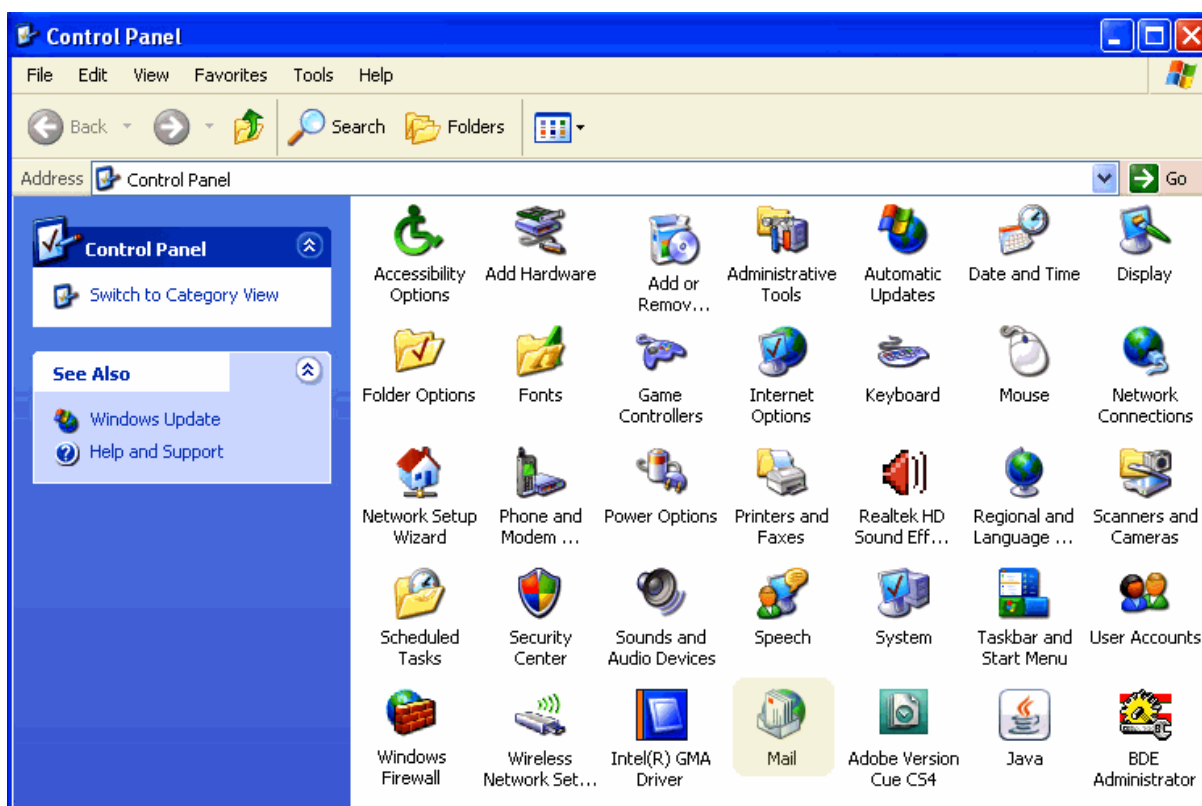 Control Panel
File Edit View Favorites Tools Help
Back Search Folders
Address Control Panel Go
Control Panel
Switch to Category View
See Also
Windows Update
Help and Support
Accessibility
Options
Add Hardware
Add or
Remov...
Administrative
Tools
Automatic
Updates
Date and Time
Display
Folder Options
Fonts
Game
Controllers
Internet
Options
Keyboard
Mouse
Network
Connections
Network Setup
Wizard
Phone and
Modem ...
Power Options
Printers and
Faxes
Realtek HD
Sound Eff...
Regional and
Language ...
Scanners and
Cameras
Scheduled
Tasks
Security
Center
Sounds and
Audio Devices
Speech
System
Taskbar and
Start Menu
User Accounts
Windows
Firewall
Wireless
Network Set...
Intel(R) GMA
Driver
Mail
Adobe Version
Cue CS4
Java
BDE
Administrator